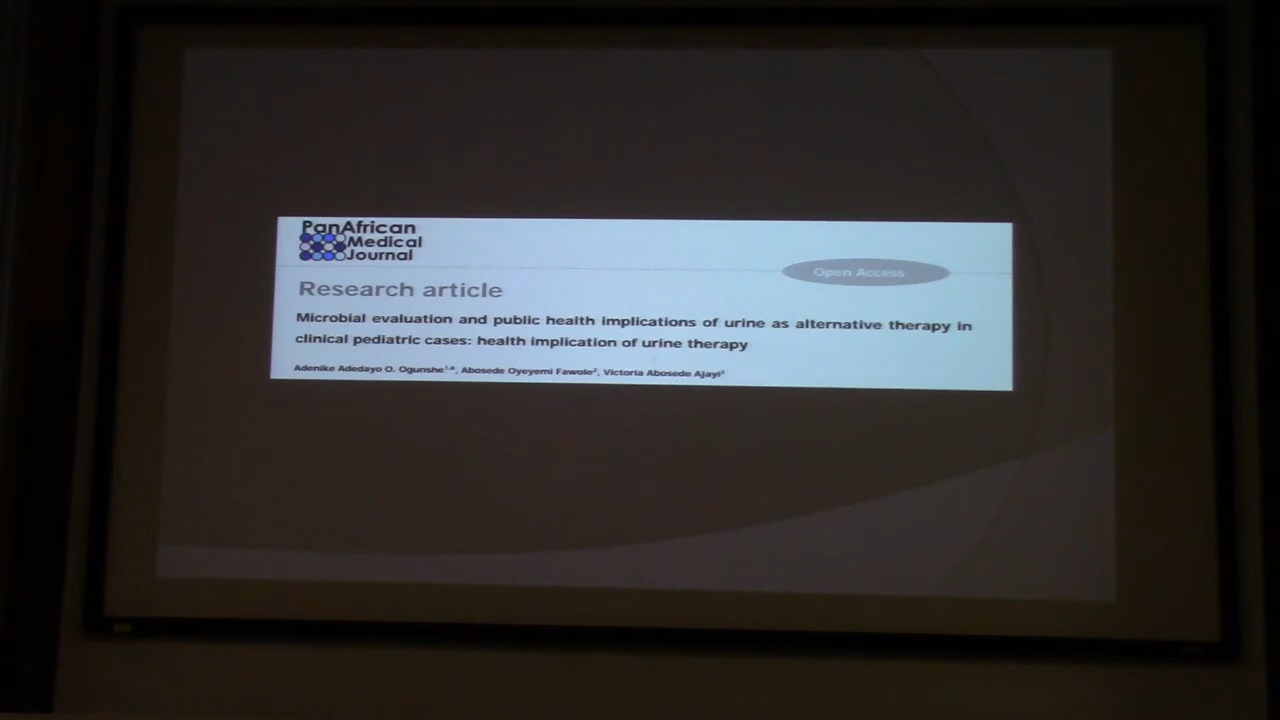 PanAfrican
Medical
Journal
Open Access
Research article
Microbial evaluation and public health implications of urine as alternative therapy in
clinical pediatric cases: health implication of urine therapy
Adenike Adedayo O. Ogunshe¹,&, Abosede Oyeyemi Fawole², Victoria Abosede Ajayi²